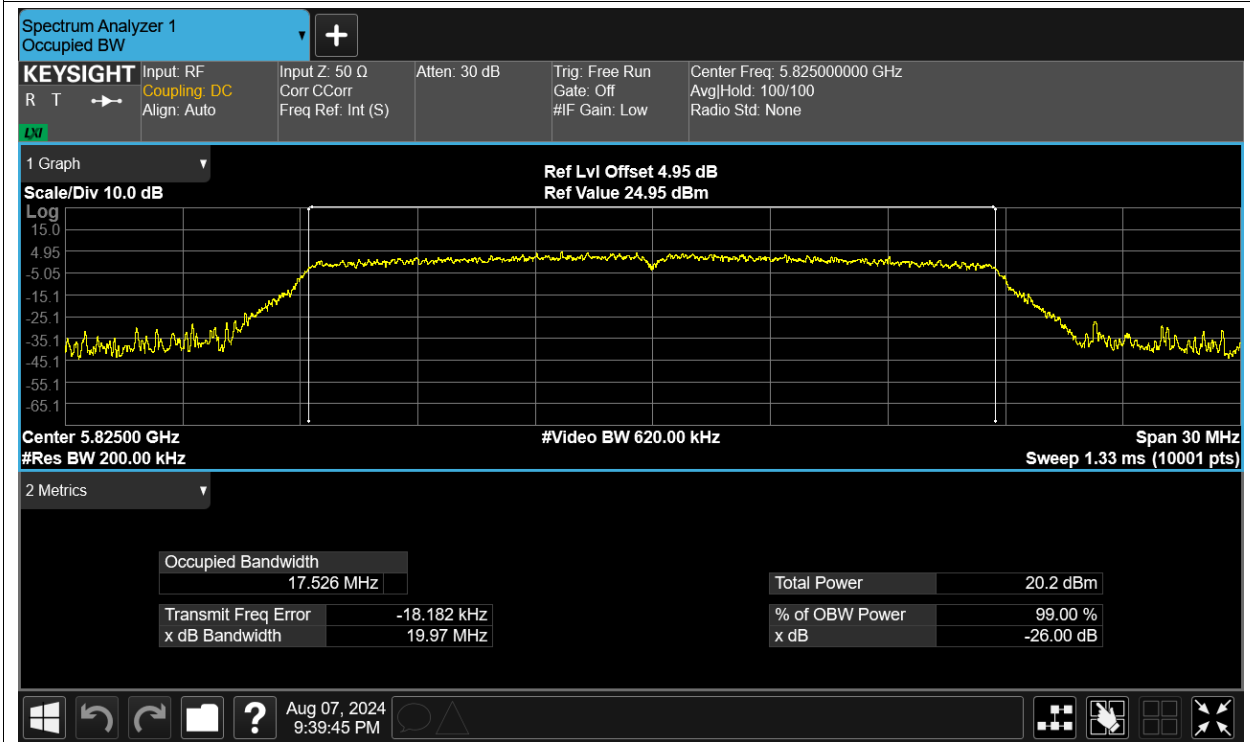 Spectrum Analyzer 1
Occupied BW
KEYSIGHT
R T
LXI
Input: RF
Coupling: DC
Align: Auto
Input Z: 50 Ω
Corr CCorr
Freq Ref: Int (S)
Atten: 30 dB
Trig: Free Run
Gate: Off
#IF Gain: Low
Center Freq: 5.825000000 GHz
Avg|Hold: 100/100
Radio Std: None
1 Graph
Scale/Div 10.0 dB
Ref Lvl Offset 4.95 dB
Ref Value 24.95 dBm
Log
15.0
4.95
-5.05
-15.1
-25.1
-35.1
-45.1
-55.1
-65.1
Center 5.82500 GHz
#Res BW 200.00 kHz
#Video BW 620.00 kHz
Span 30 MHz
Sweep 1.33 ms (10001 pts)
2 Metrics
Occupied Bandwidth
17.526 MHz
Transmit Freq Error -18.182 kHz
x dB Bandwidth 19.97 MHz
Total Power 20.2 dBm
% of OBW Power 99.00 %
x dB -26.00 dB
?
Aug 07, 2024
9:39:45 PM